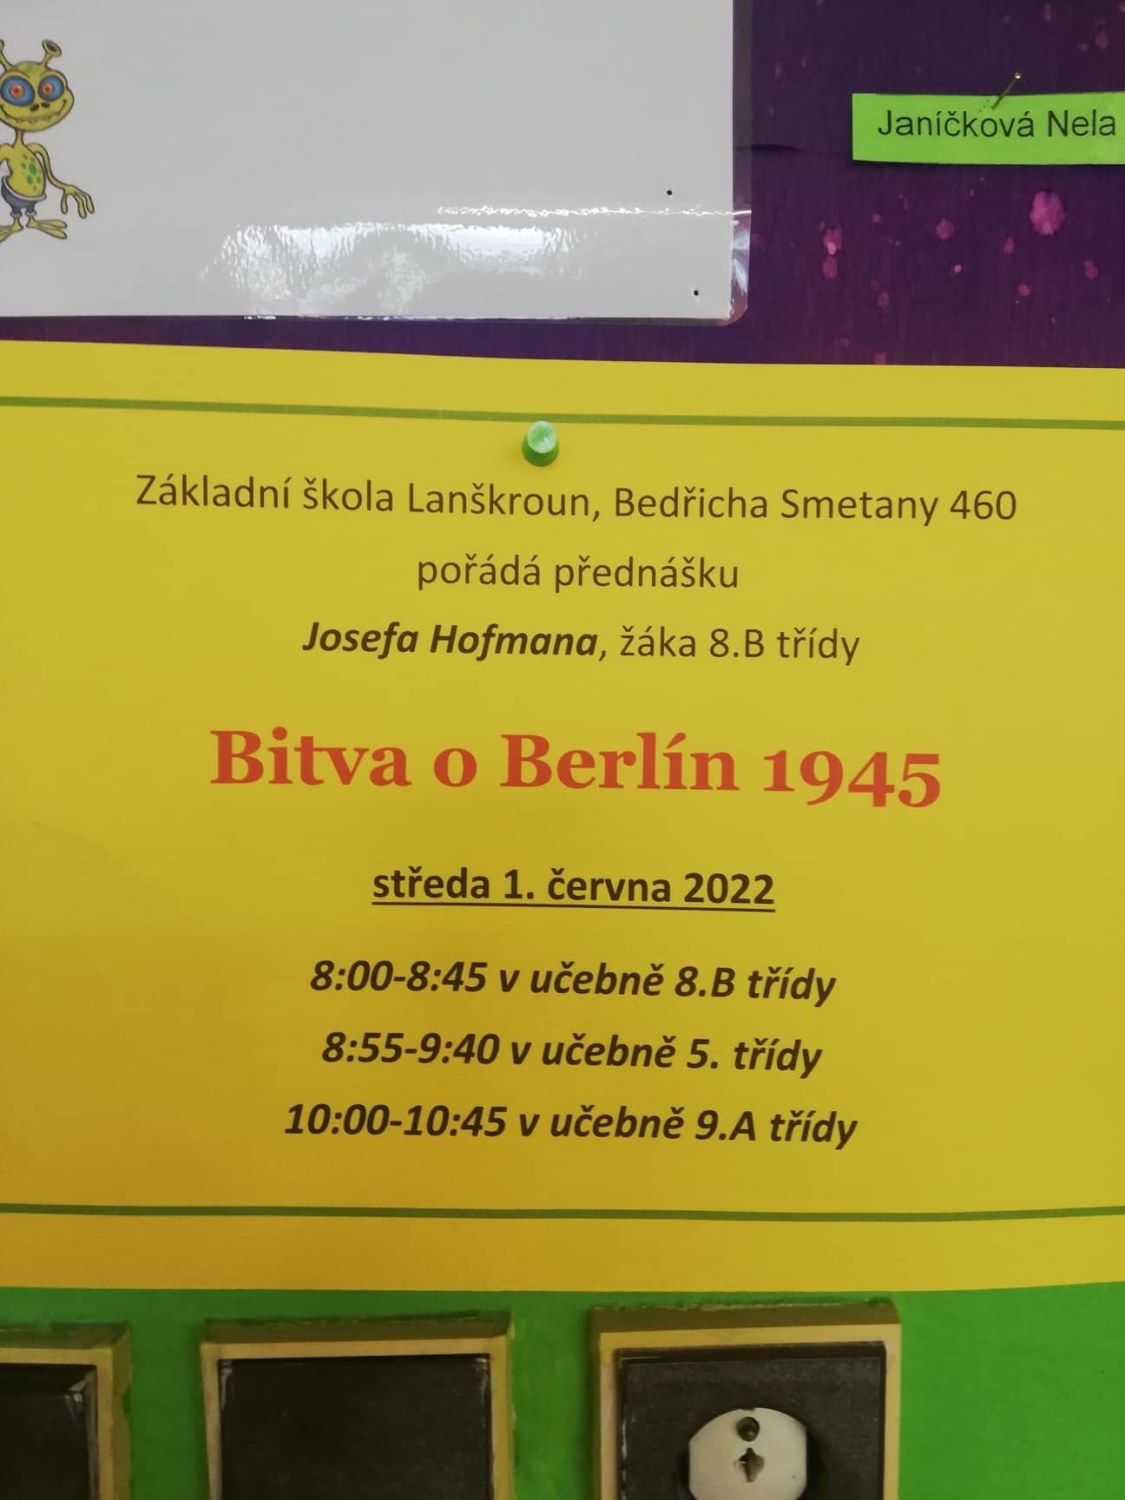 Janíčková Nela
Základní škola Lanškroun, Bedřicha Smetany 460
pořádá přednášku
Josefa Hofmana, žáka 8.B třídy
Bitva o Berlín 1945
středa 1. června 2022
8:00-8:45 v učebně 8.B třídy
8:55-9:40 v učebně 5. třídy
10:00-10:45 v učebně 9.A třídy